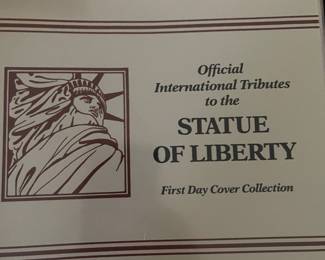 Official
International Tributes
to the
STATUE
OF LIBERTY
First Day Cover Collection